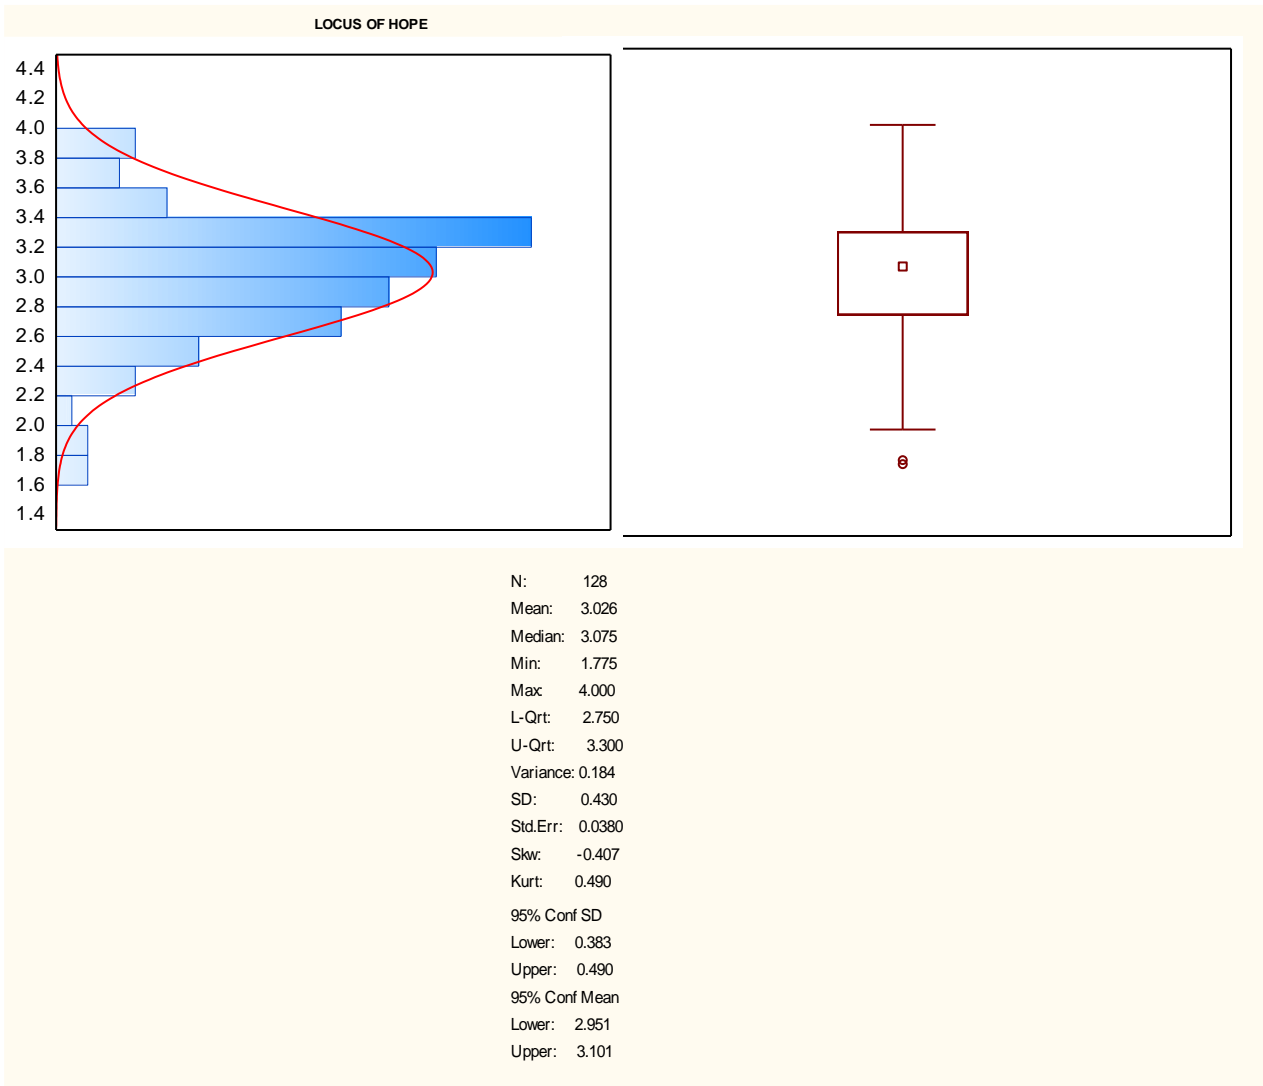 LOCUS OF HOPE
4.4
4.2
4.0
3.8
3.6
3.4
3.2
3.0
2.8
2.6
2.4
2.2
2.0
1.8
1.6
1.4
N: 128
Mean: 3.026
Median: 3.075
Min: 1.775
Max: 4.000
L-Qrt: 2.750
U-Qrt: 3.300
Variance: 0.184
SD: 0.430
Std.Err: 0.0380
Skw: -0.407
Kurt: 0.490
95% Conf SD
Lower: 0.383
Upper: 0.490
95% Conf Mean
Lower: 2.951
Upper: 3.101